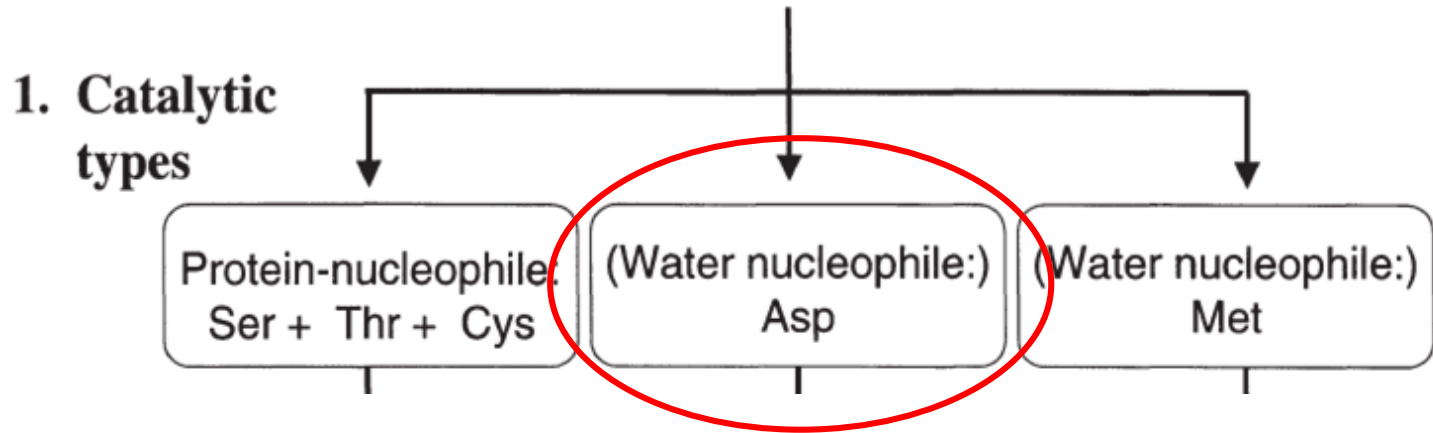 1. Catalytic
types
Protein-nucleophile:
Ser + Thr + Cys
(Water nucleophile:)
Asp
(Water nucleophile:)
Met